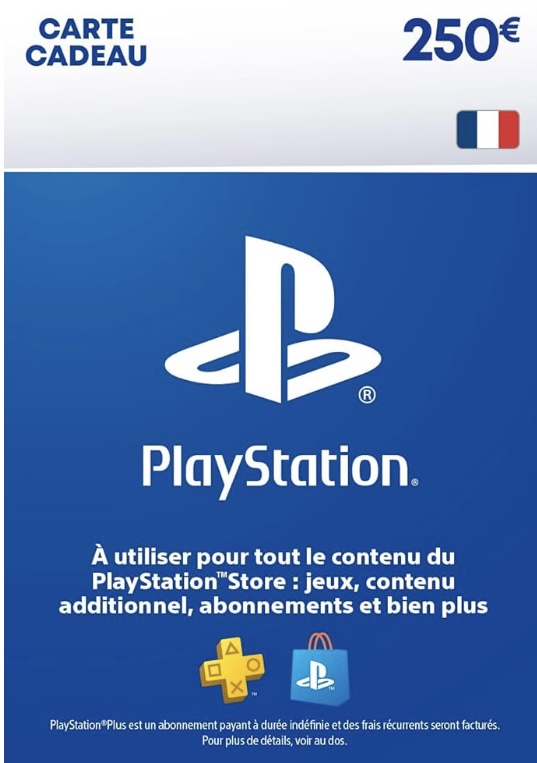 CARTE
CADEAU
250€
PlayStation®
À utiliser pour tout le contenu du
PlayStation™Store : jeux, contenu
additionnel, abonnements et bien plus
PlayStation®Plus est un abonnement payant à durée indéfinie et des frais récurrents seront facturés.
Pour plus de détails, voir au dos.